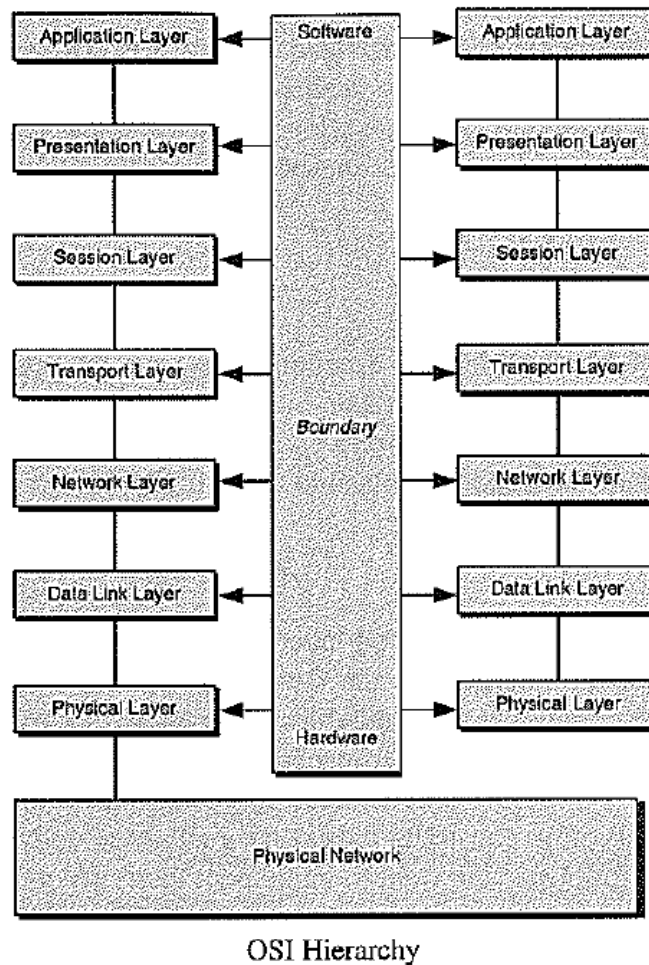 Application Layer
Software
Application Layer
Presentation Layer
Presentation Layer
Session Layer
Session Layer
Transport Layer
Transport Layer
Boundary
Network Layer
Network Layer
Data Link Layer
Data Link Layer
Physical Layer
Physical Layer
Hardware
Physical Network
OSI Hierarchy